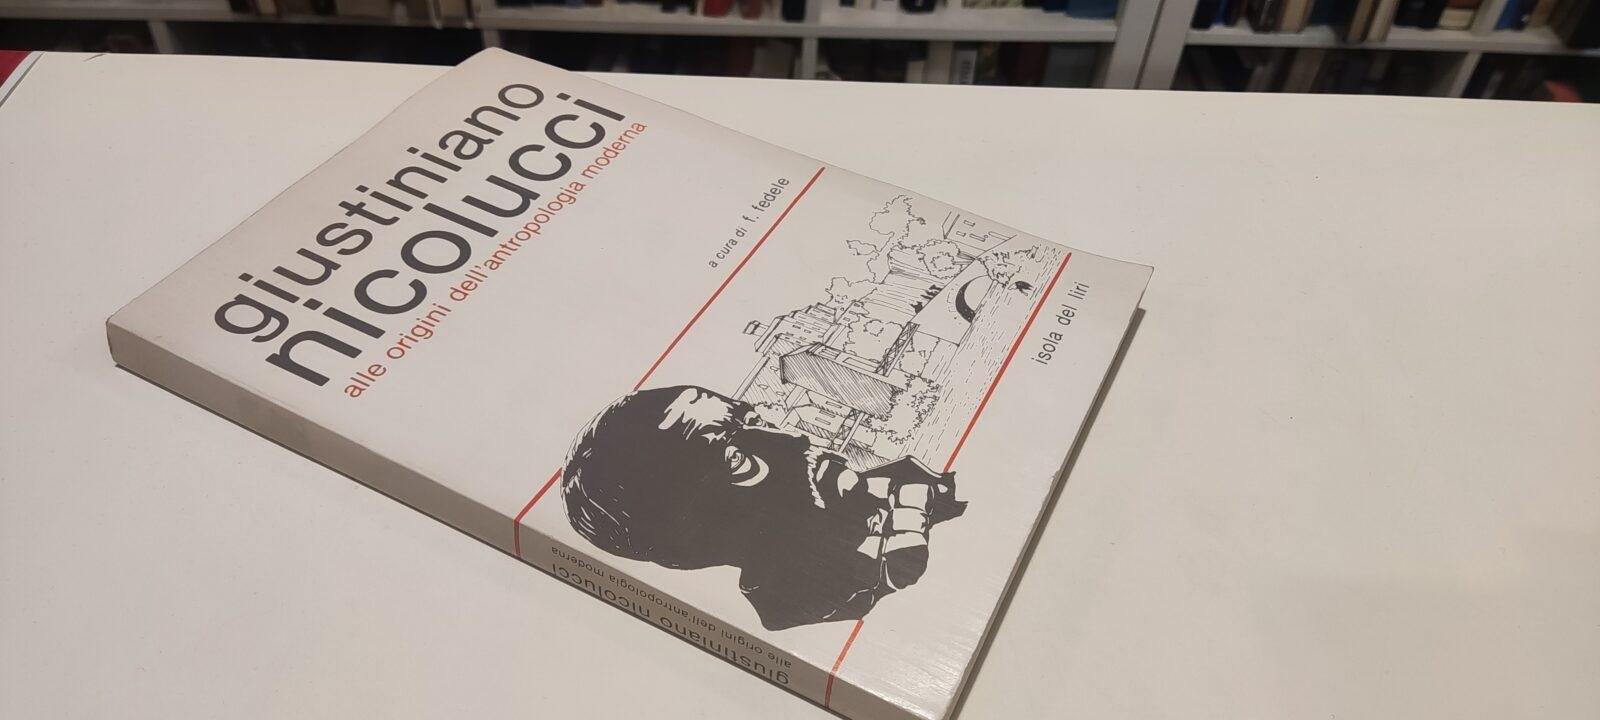 giustiniano
nicolucci
alle origini dell'antropologia moderna
a cura di f. fedele
isola del liri
giustiniano nicolucci
alle origini dell'antropologia moderna